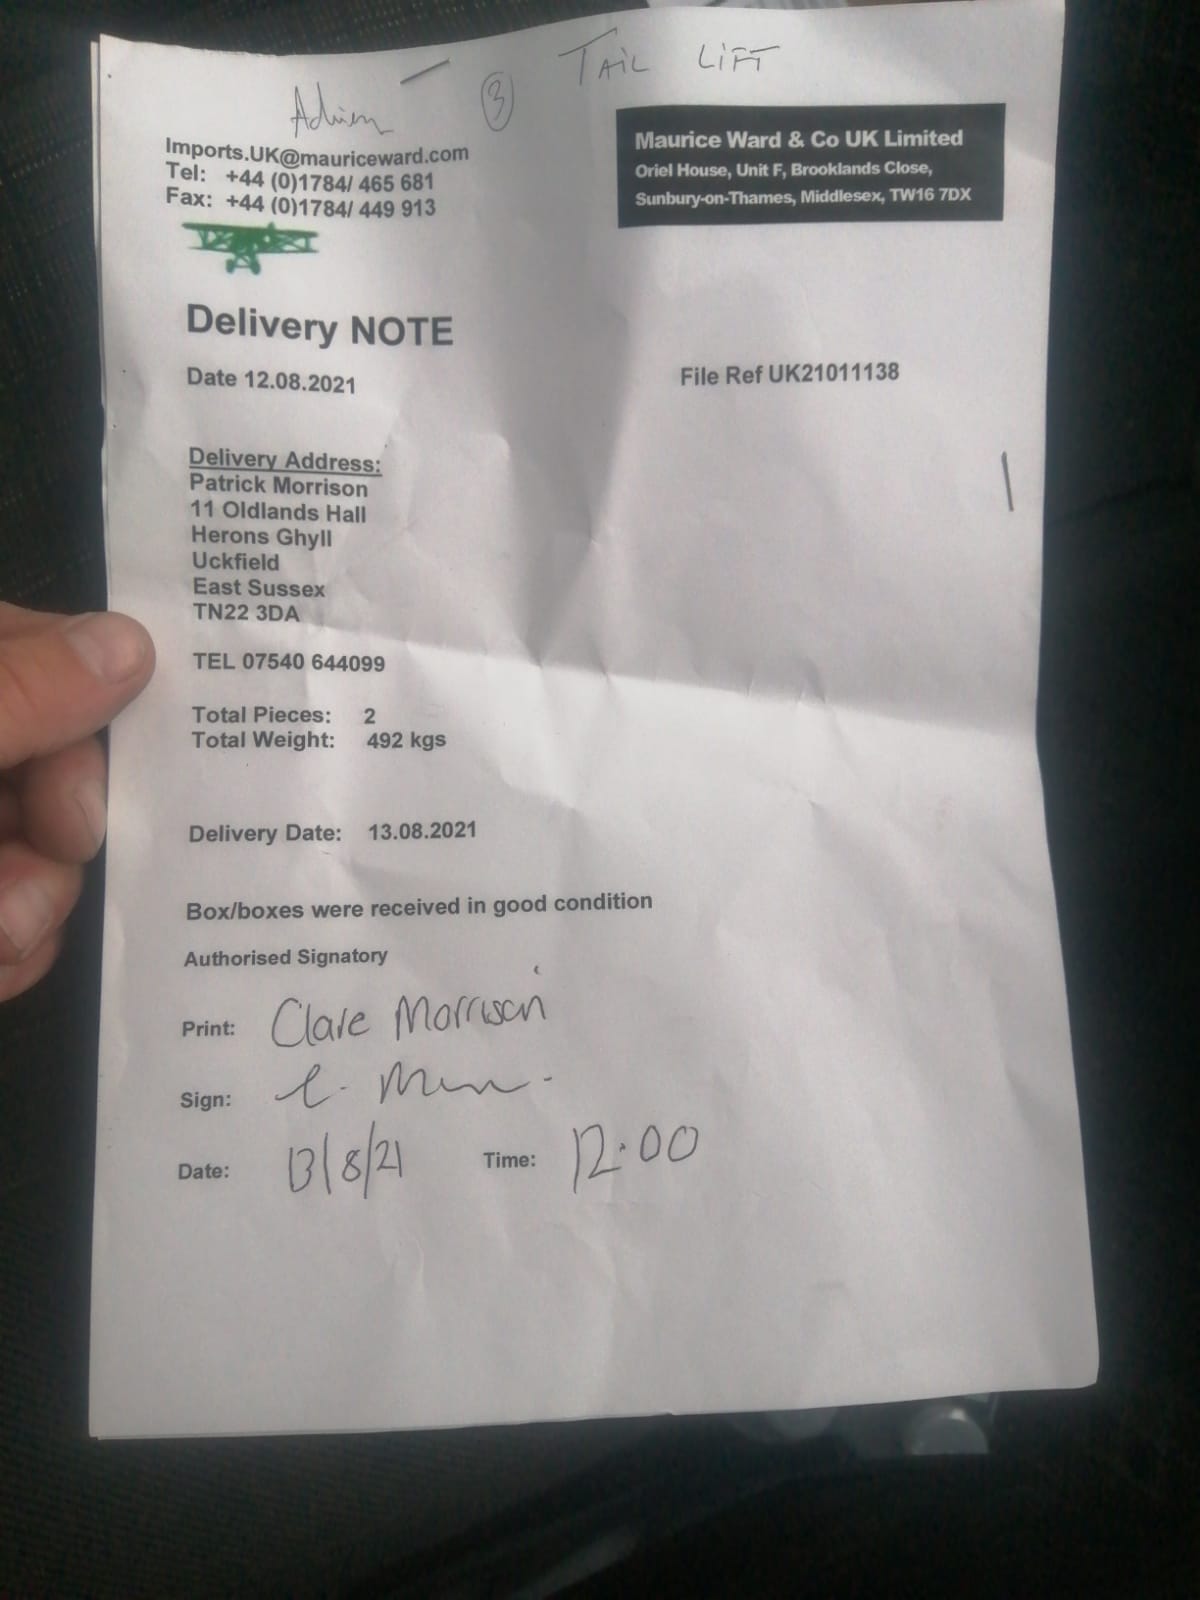 TAIL LIFT
Adrien
3
Imports.UK@mauriceward.com
Tel: +44 (0)1784/ 465 681
Fax: +44 (0)1784/ 449 913
Maurice Ward & Co UK Limited
Oriel House, Unit F, Brooklands Close,
Sunbury-on-Thames, Middlesex, TW16 7DX
Delivery NOTE
Date 12.08.2021
File Ref UK21011138
Delivery Address:
Patrick Morrison
11 Oldlands Hall
Herons Ghyll
Uckfield
East Sussex
TN22 3DA
TEL 07540 644099
Total Pieces: 2
Total Weight: 492 kgs
Delivery Date: 13.08.2021
Box/boxes were received in good condition
Authorised Signatory
Print: Clare Morrison
Sign: C.
Date: 13/8/21 Time: 12:00